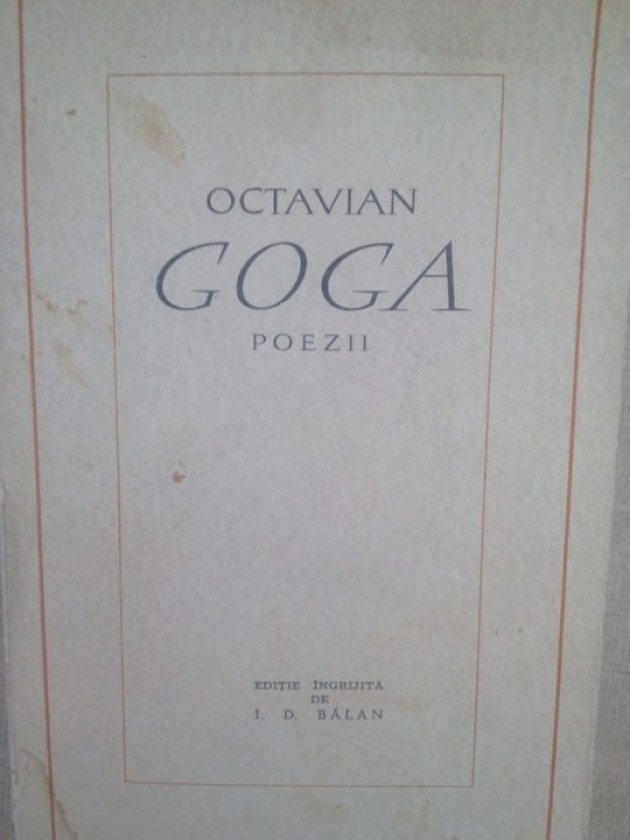 OCTAVIAN
GOGA
POEZII
EDIȚIE ÎNGRIJITĂ
DE
I. D. BĂLAN